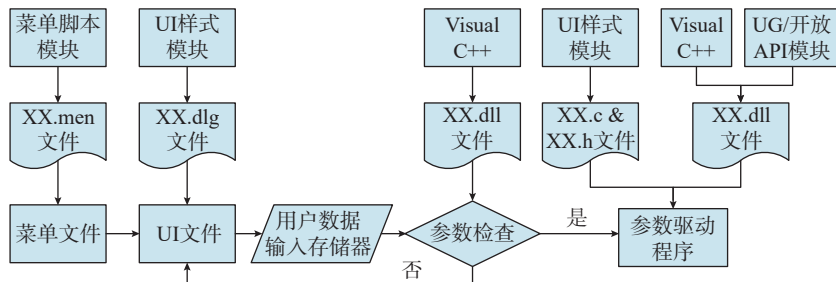 菜单脚本
模块
UI样式
模块
Visual
C++
UI样式
模块
Visual
C++
UG/开放
API模块
XX.men
文件
XX.dlg
文件
XX.dll
文件
XX.c &
XX.h文件
XX.dll
文件
菜单文件
UI文件
用户数据
输入存储器
参数检查
是
参数驱动
程序
否